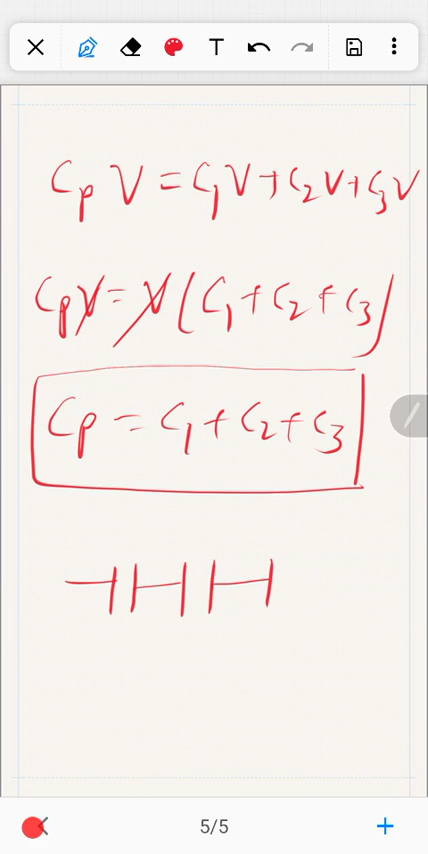 T
CₚV = C₁V + C₂V + C₃V
CₚV = V(C₁ + C₂ + C₃)
Cₚ = C₁ + C₂ + C₃
5/5